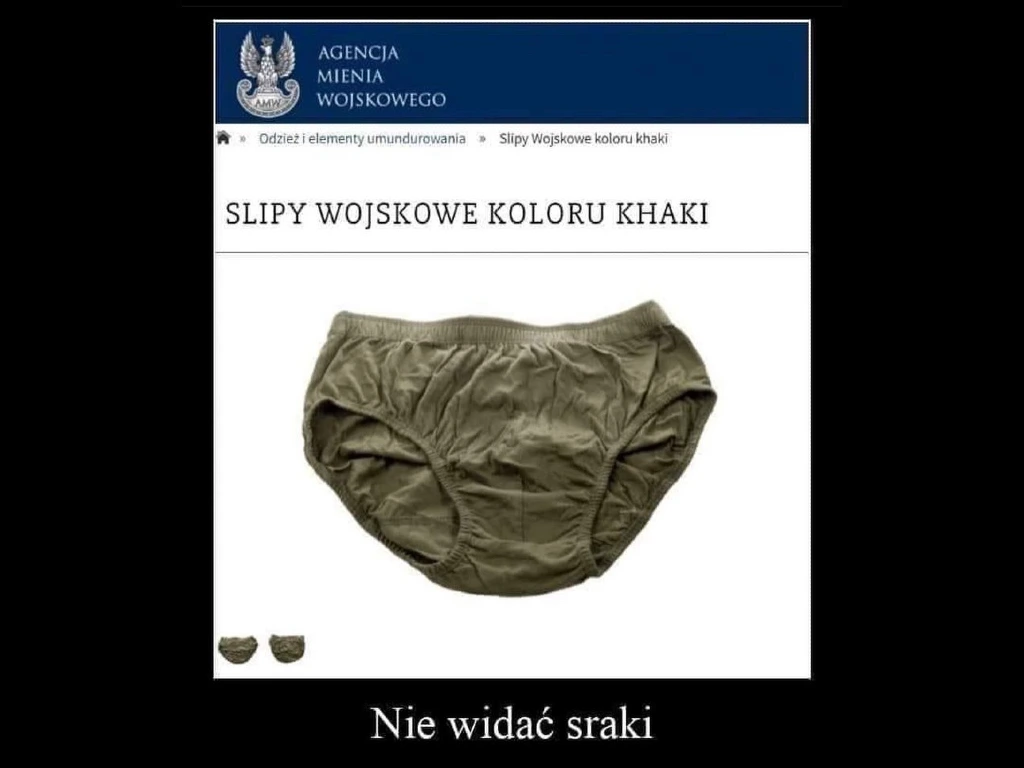 AGENCJA
MIENIA
WOJSKOWEGO
AMW
» Odzież i elementy umundurowania » Slipy Wojskowe koloru khaki
SLIPY WOJSKOWE KOLORU KHAKI
Nie widać sraki